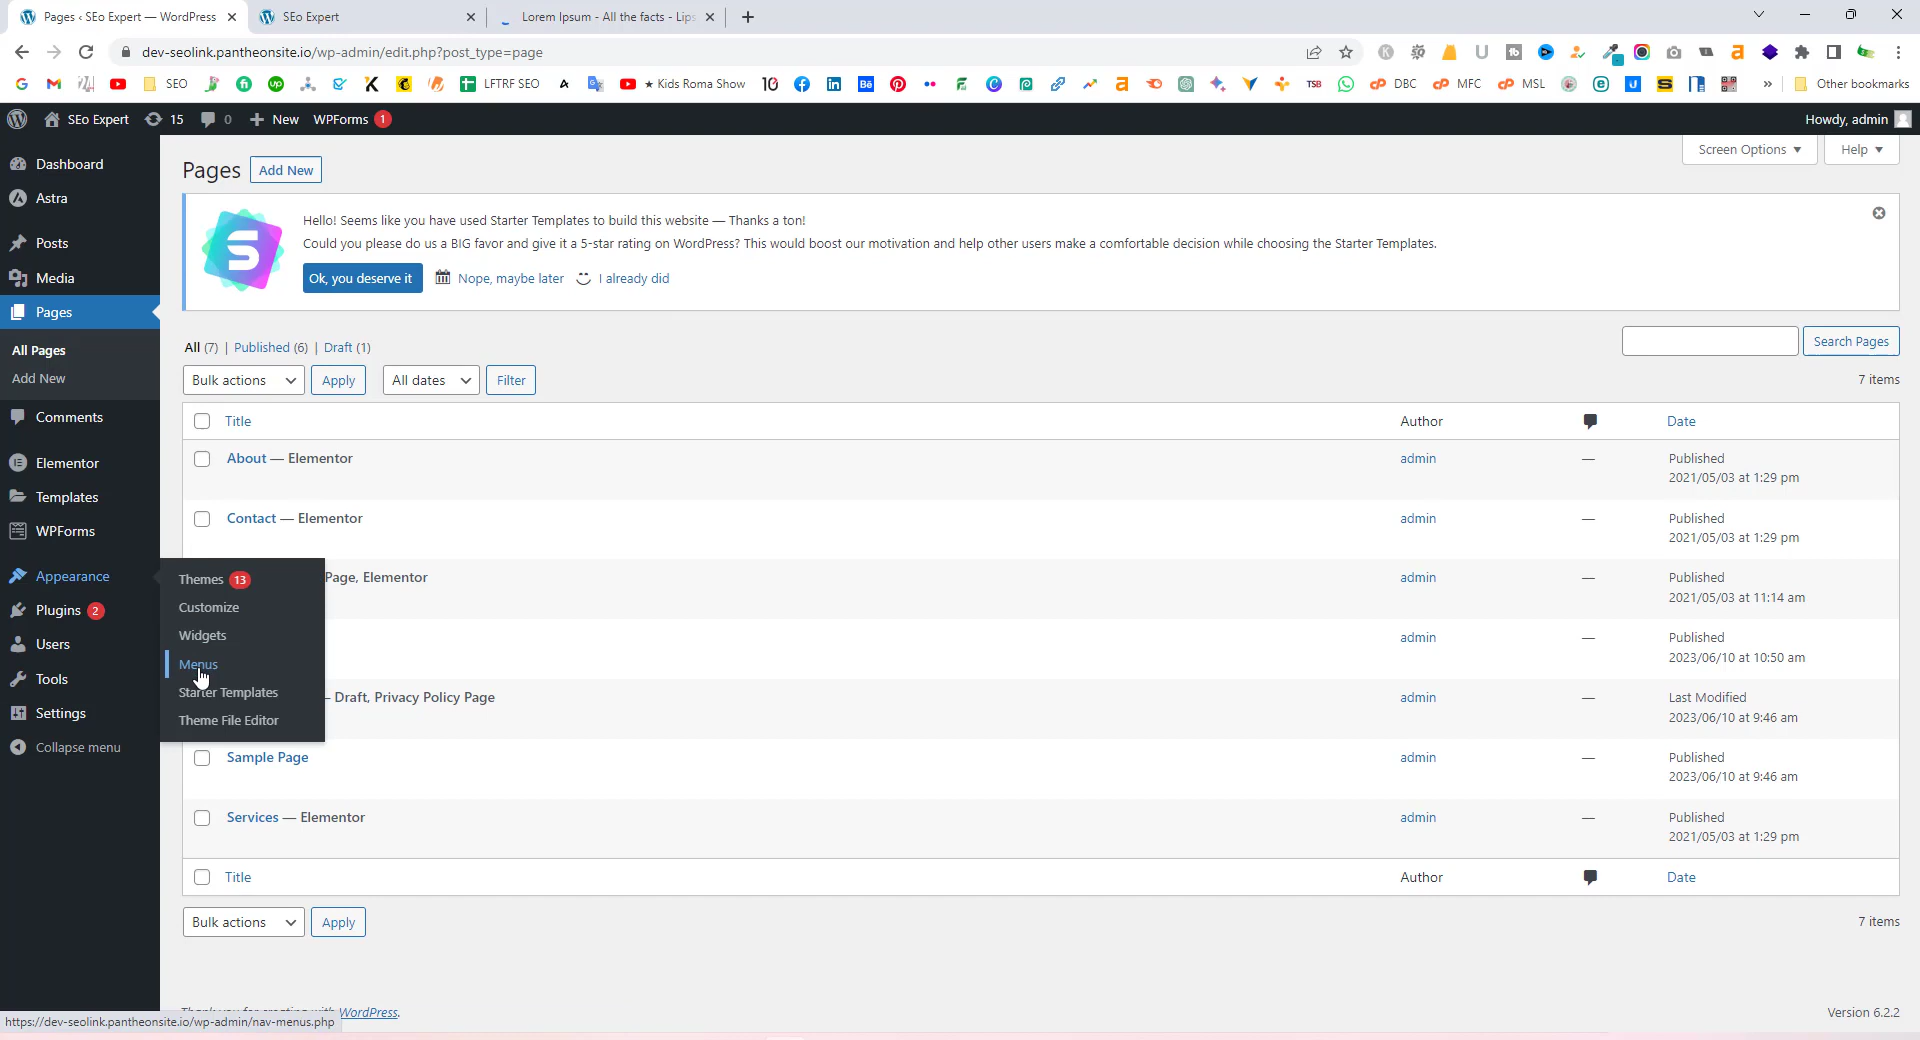 Pages ‹ SEo Expert — WordPress
SEo Expert
Lorem Ipsum - All the facts - Lips
dev-seolink.pantheonsite.io/wp-admin/edit.php?post_type=page
SEO
LFTRF SEO
★ Kids Roma Show
DBC
MFC
MSL
Other bookmarks
SEo Expert
15
0
New
WPForms 1
Howdy, admin
Dashboard
Astra
Posts
Media
Pages
All Pages
Add New
Comments
Elementor
Templates
WPForms
Appearance
Plugins 2
Users
Tools
Settings
Collapse menu
Themes 13
Customize
Widgets
Menus
Starter Templates
Theme File Editor
Pages
Add New
Screen Options
Help
Hello! Seems like you have used Starter Templates to build this website — Thanks a ton!
Could you please do us a BIG favor and give it a 5-star rating on WordPress? This would boost our motivation and help other users make a comfortable decision while choosing the Starter Templates.
Ok, you deserve it
Nope, maybe later
I already did
All (7) | Published (6) | Draft (1)
Search Pages
Bulk actions
Apply
All dates
Filter
7 items
Title
Author
Date
About — Elementor
admin
—
Published
2021/05/03 at 1:29 pm
Contact — Elementor
admin
—
Published
2021/05/03 at 1:29 pm
Page, Elementor
admin
—
Published
2021/05/03 at 11:14 am
admin
—
Published
2023/06/10 at 10:50 am
– Draft, Privacy Policy Page
admin
—
Last Modified
2023/06/10 at 9:46 am
Sample Page
admin
—
Published
2023/06/10 at 9:46 am
Services — Elementor
admin
—
Published
2021/05/03 at 1:29 pm
Title
Author
Date
Bulk actions
Apply
7 items
Thank you for creating with WordPress.
Version 6.2.2
https://dev-seolink.pantheonsite.io/wp-admin/nav-menus.php